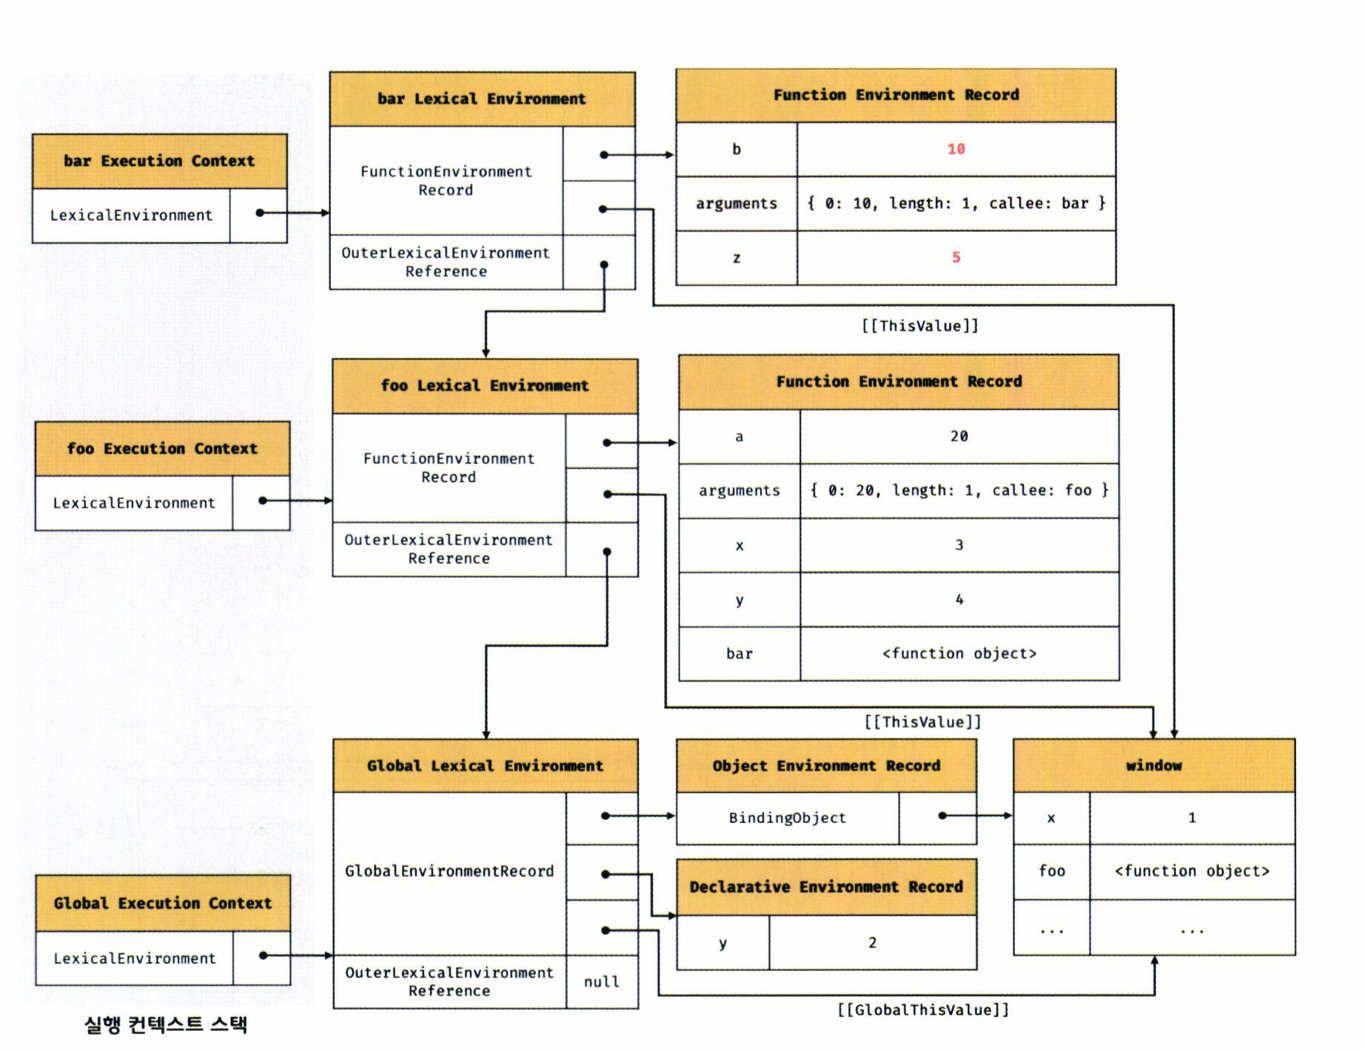 bar Lexical Environment
Function Environment Record
bar Execution Context
LexicalEnvironment
FunctionEnvironment
Record
OuterLexicalEnvironment
Reference
b
10
arguments
{ 0: 10, length: 1, callee: bar }
z
5
[[ThisValue]]
foo Lexical Environment
Function Environment Record
foo Execution Context
LexicalEnvironment
FunctionEnvironment
Record
OuterLexicalEnvironment
Reference
a
20
arguments
{ 0: 20, length: 1, callee: foo }
x
3
y
4
bar
<function object>
[[ThisValue]]
Global Lexical Environment
Object Environment Record
window
GlobalEnvironmentRecord
BindingObject
x
1
foo
<function object>
...
...
Declarative Environment Record
y
2
Global Execution Context
LexicalEnvironment
OuterLexicalEnvironment
Reference
null
[[GlobalThisValue]]
실행 컨텍스트 스택